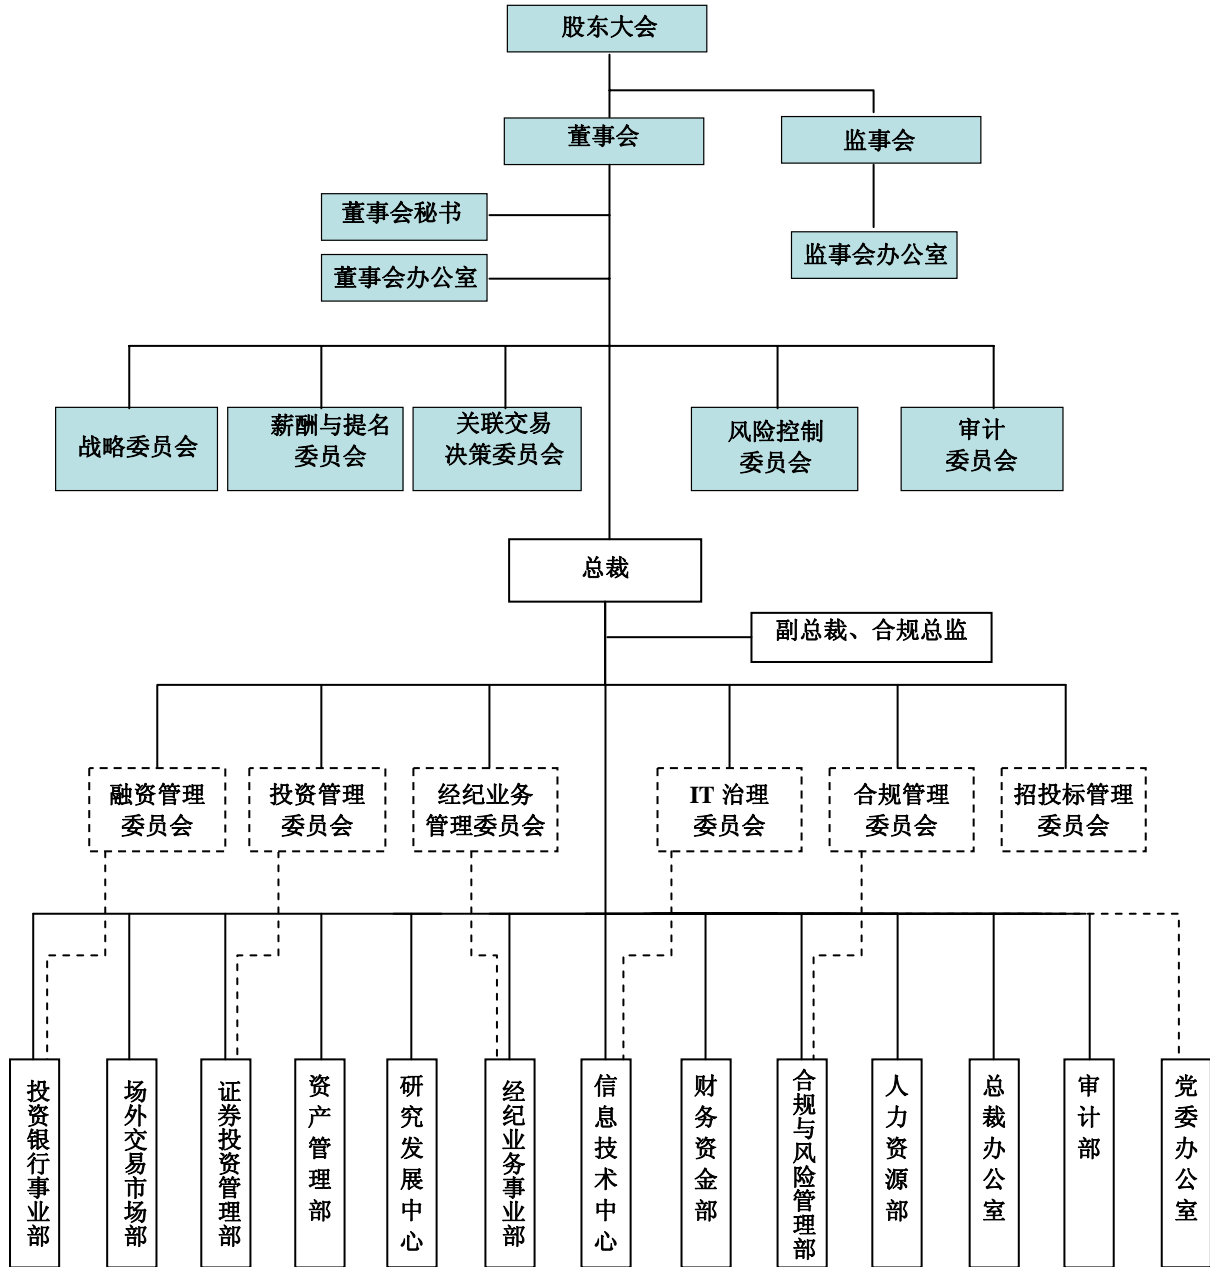 股东大会
董事会
监事会
董事会秘书
监事会办公室
董事会办公室
战略委员会
薪酬与提名
委员会
关联交易
决策委员会
风险控制
委员会
审计
委员会
总裁
副总裁、合规总监
融资管理
委员会
投资管理
委员会
经纪业务
管理委员会
IT 治理
委员会
合规管理
委员会
招投标管理
委员会
投资银行事业部
场外交易市场部
证券投资管理部
资产管理部
研究发展中心
经纪业务事业部
信息技术中心
财务资金部
合规与风险管理部
人力资源部
总裁办公室
审计部
党委办公室